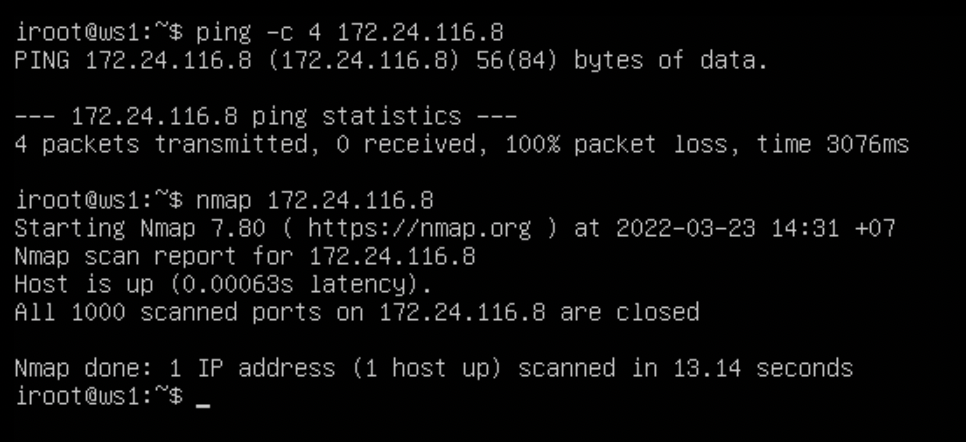 iroot@ws1:~$ ping -c 4 172.24.116.8
PING 172.24.116.8 (172.24.116.8) 56(84) bytes of data.
--- 172.24.116.8 ping statistics ---
4 packets transmitted, 0 received, 100% packet loss, time 3076ms
iroot@ws1:~$ nmap 172.24.116.8
Starting Nmap 7.80 ( https://nmap.org ) at 2022-03-23 14:31 +07
Nmap scan report for 172.24.116.8
Host is up (0.00063s latency).
All 1000 scanned ports on 172.24.116.8 are closed
Nmap done: 1 IP address (1 host up) scanned in 13.14 seconds
iroot@ws1:~$ _